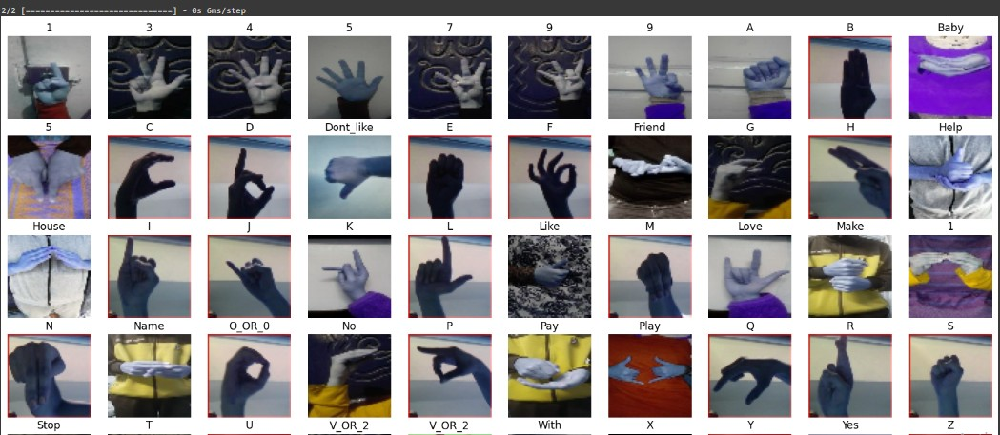 2/2 [==============================] - 0s 6ms/step
1 3 4 5 7 9 9 A B Baby
5 C D Dont_like E F Friend G H Help
House I J K L Like M Love Make 1
N Name O_OR_0 No P Pay Play Q R S
Stop T U V_OR_2 V_OR_2 With X Y Yes Z